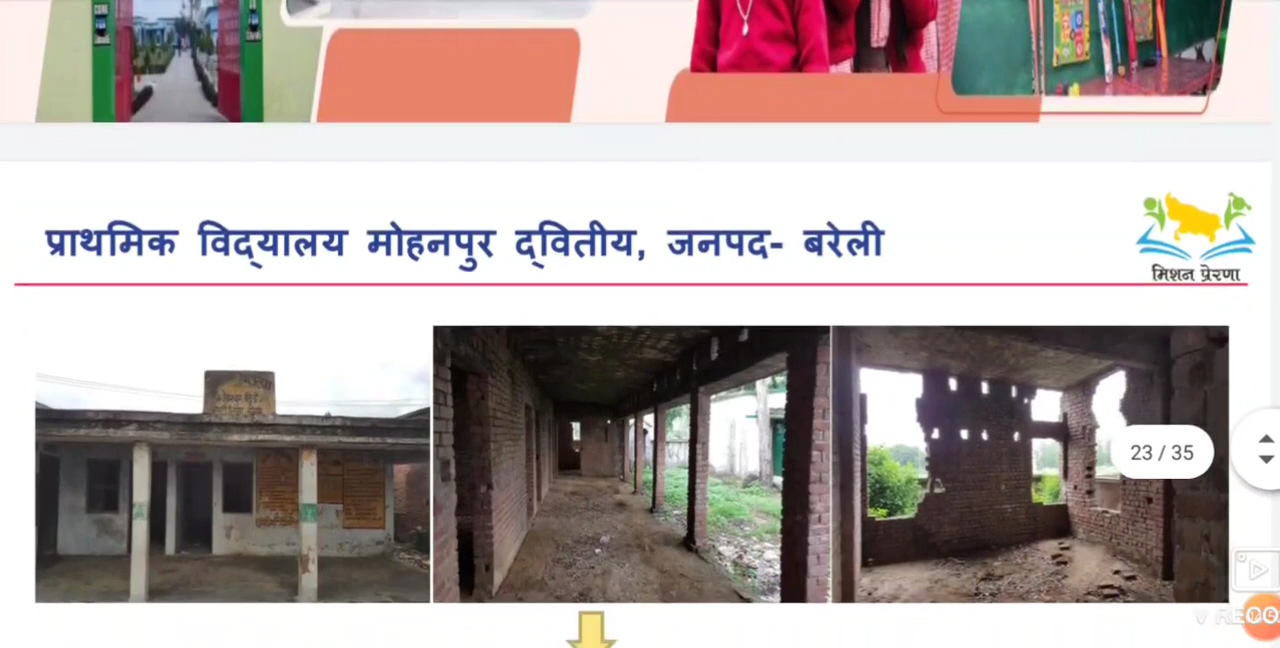 प्राथमिक विद्यालय मोहनपुर द्वितीय, जनपद- बरेली
मिशन प्रेरणा
23 / 35